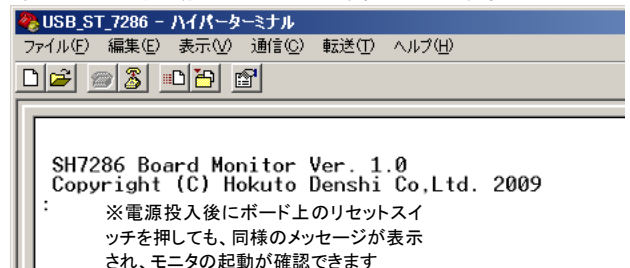 USB_ST_7286 - ハイパーターミナル
ファイル(F) 編集(E) 表示(V) 通信(C) 転送(T) ヘルプ(H)
SH7286 Board Monitor Ver. 1.0
Copyright (C) Hokuto Denshi Co,Ltd. 2009
:
※電源投入後にボード上のリセットスイ
ッチを押しても、同様のメッセージが表示
され、モニタの起動が確認できます